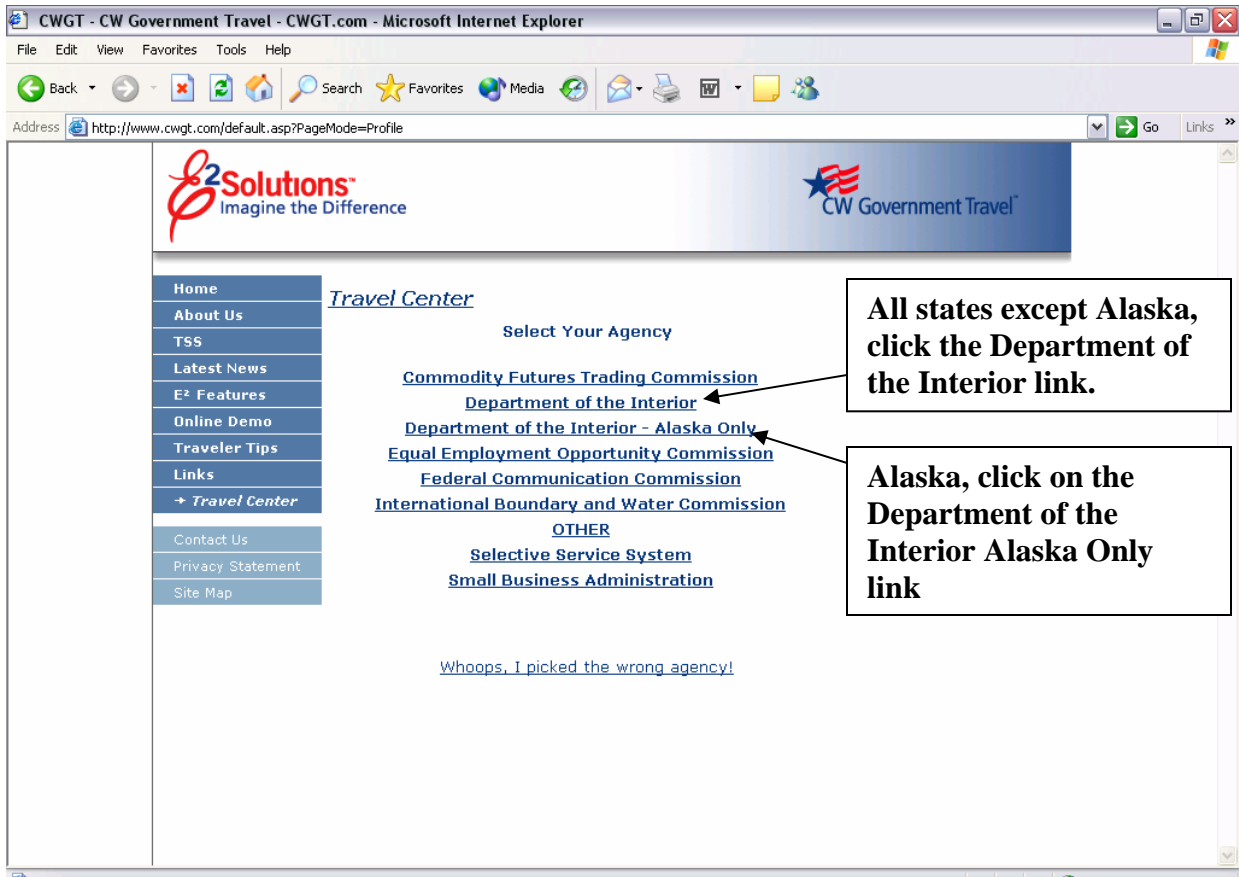 CWGT - CW Government Travel - CWGT.com - Microsoft Internet Explorer
File Edit View Favorites Tools Help
Back Search Favorites Media
Address http://www.cwgt.com/default.asp?PageMode=Profile Go Links »
E2Solutions™
Imagine the Difference
CW Government Travel™
Home
About Us
TSS
Latest News
E² Features
Online Demo
Traveler Tips
Links
→ Travel Center
Contact Us
Privacy Statement
Site Map
Travel Center
Select Your Agency
Commodity Futures Trading Commission
Department of the Interior
Department of the Interior - Alaska Only
Equal Employment Opportunity Commission
Federal Communication Commission
International Boundary and Water Commission
OTHER
Selective Service System
Small Business Administration
Whoops, I picked the wrong agency!
All states except Alaska,
click the Department of
the Interior link.
Alaska, click on the
Department of the
Interior Alaska Only
link